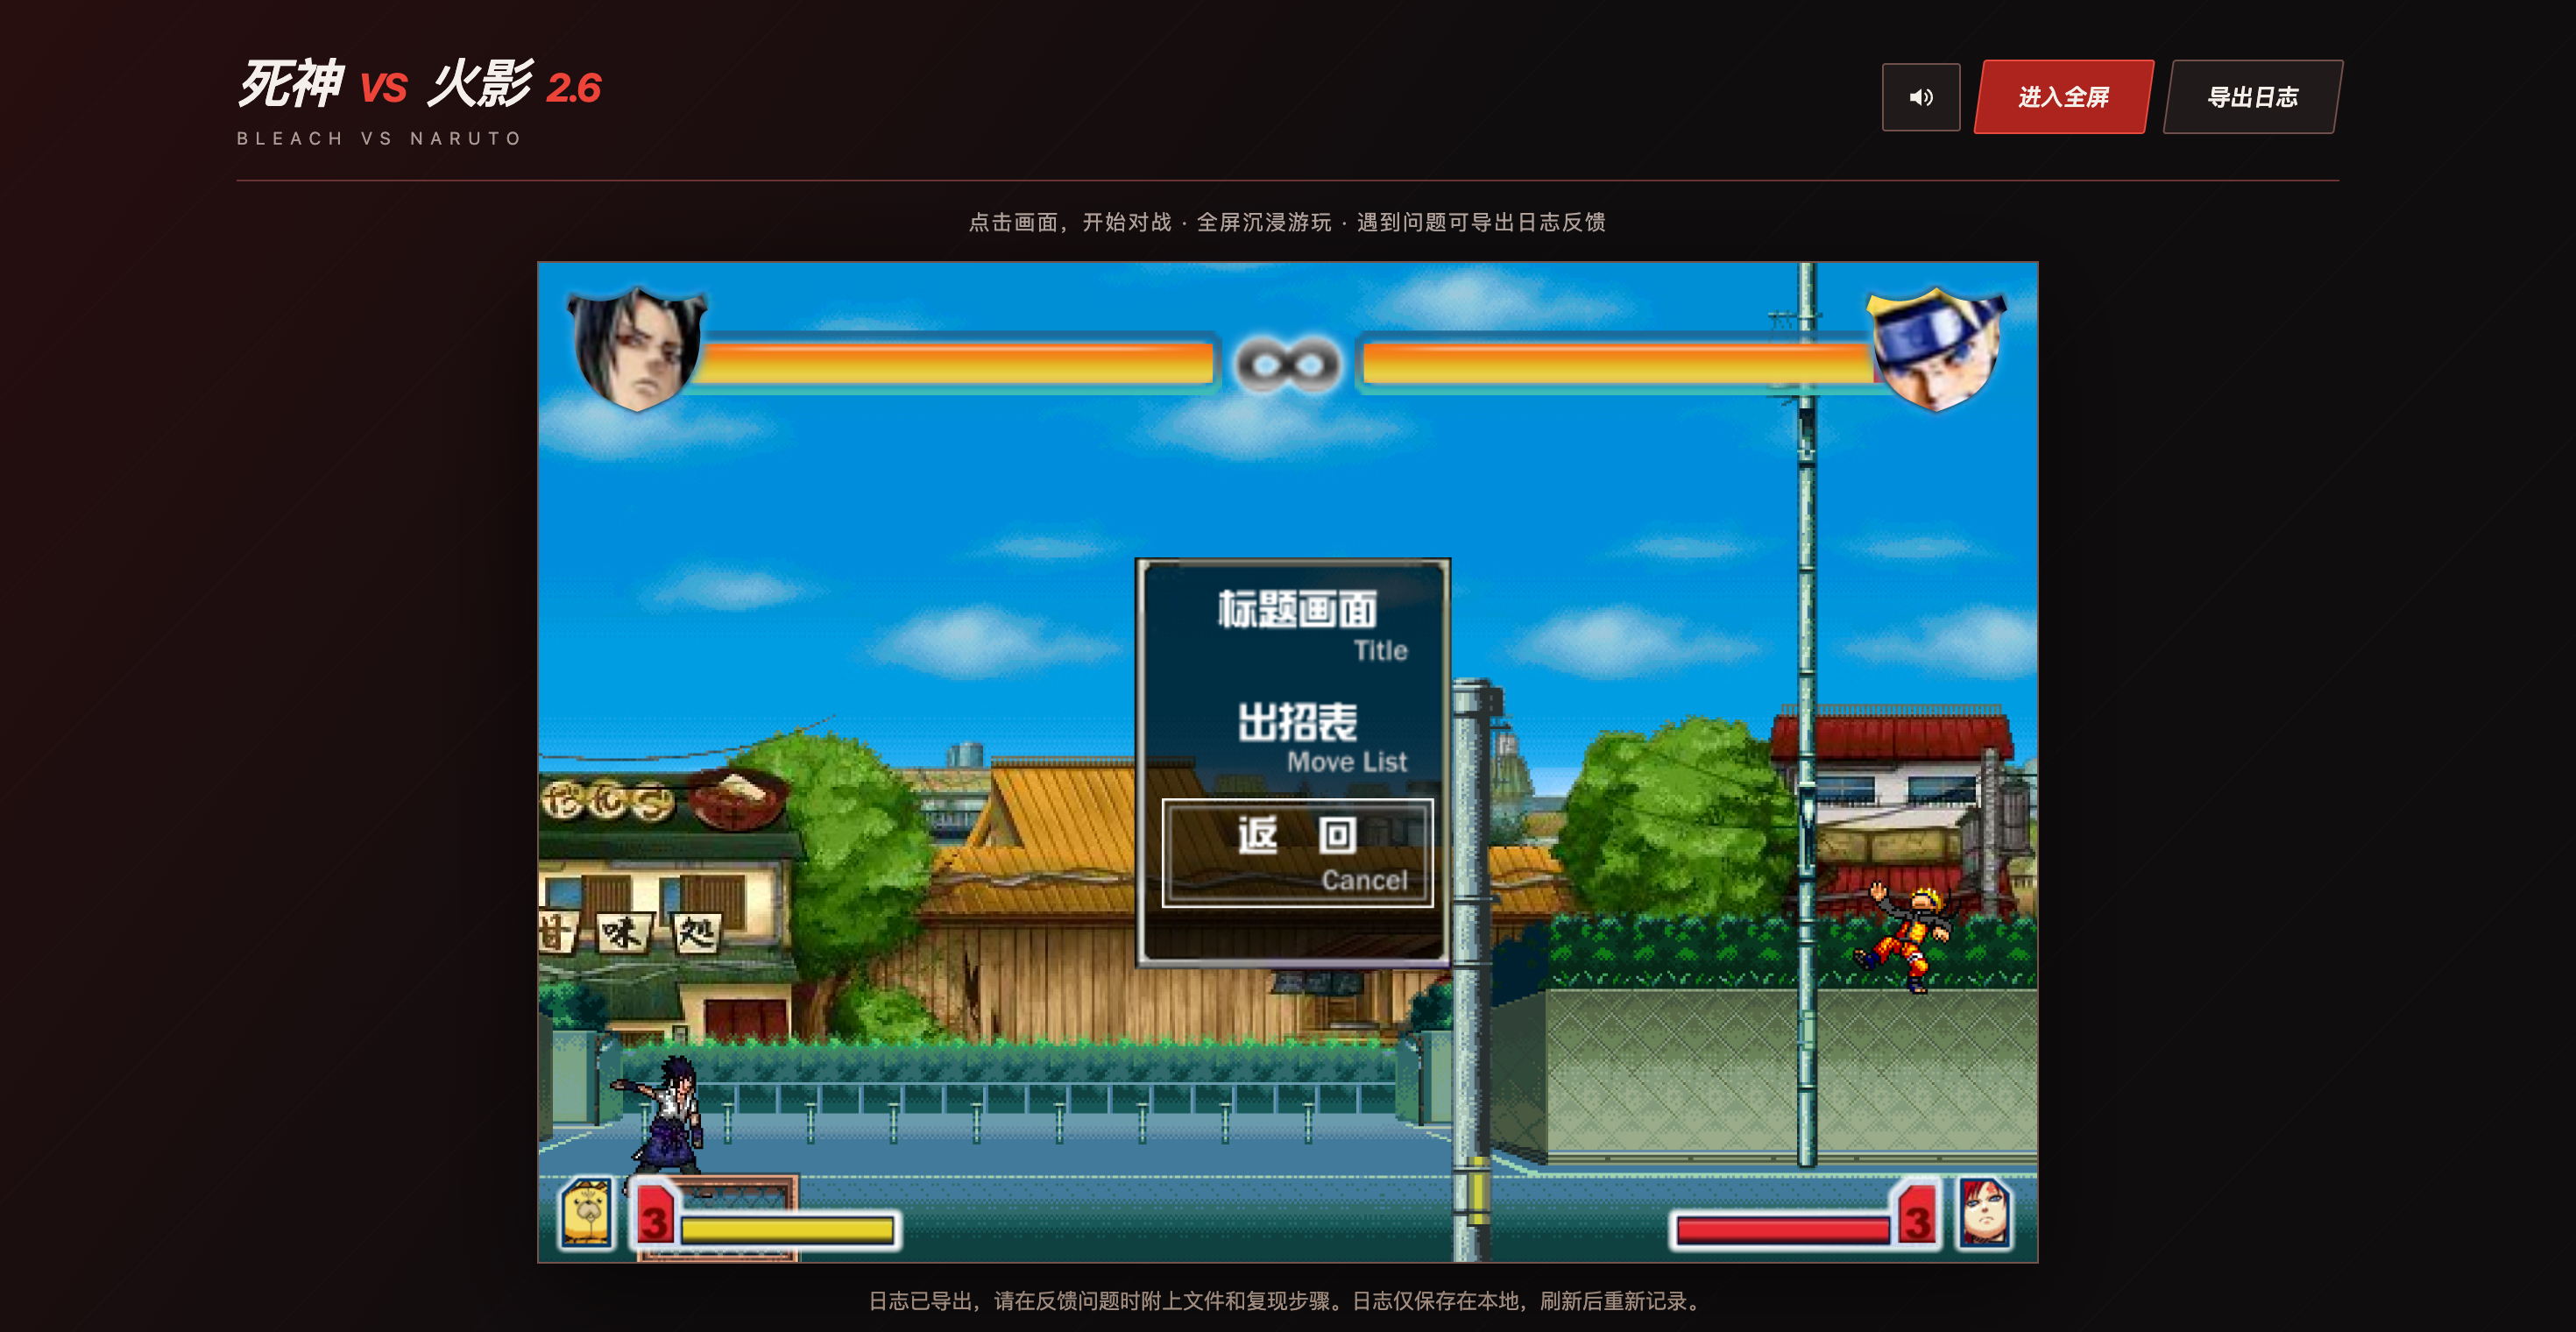 死神 VS 火影 2.6
BLEACH VS NARUTO
进入全屏
导出日志
点击画面，开始对战 · 全屏沉浸游玩 · 遇到问题可导出日志反馈
标题画面
Title
出招表
Move List
返 回
Cancel
甘 味 処
3
3
日志已导出，请在反馈问题时附上文件和复现步骤。日志仅保存在本地，刷新后重新记录。